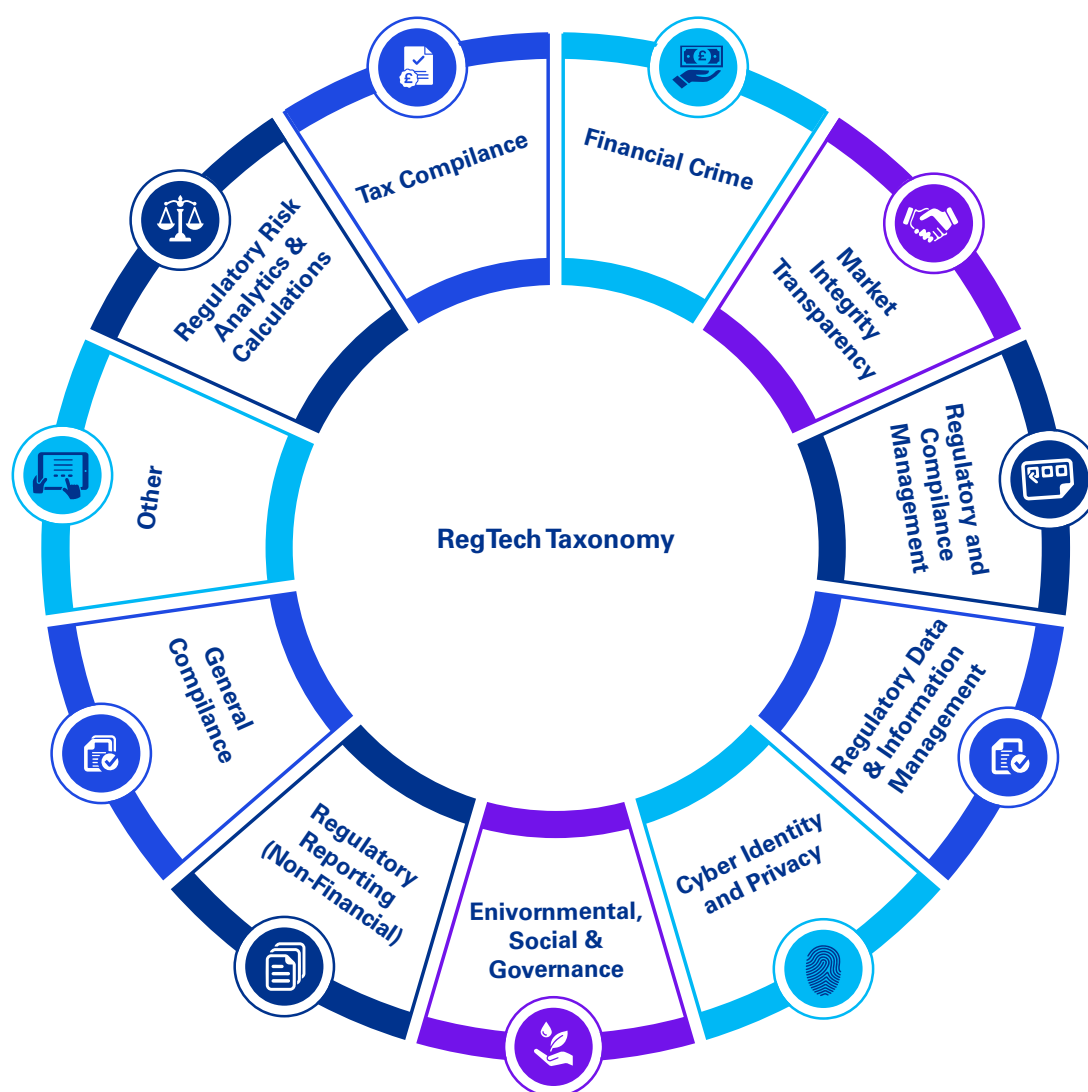 Tax Compilance
Financial Crime
Market
Integrity
Transparency
Regulatory and
Compilance
Management
Regulatory Data
& Information
Management
Cyber Identity
and Privacy
Enivornmental,
Social &
Governance
Regulatory
Reporting
(Non-Financial)
General
Compilance
Other
Regulatory Risk
Analytics &
Calculations
RegTech Taxonomy
£
£